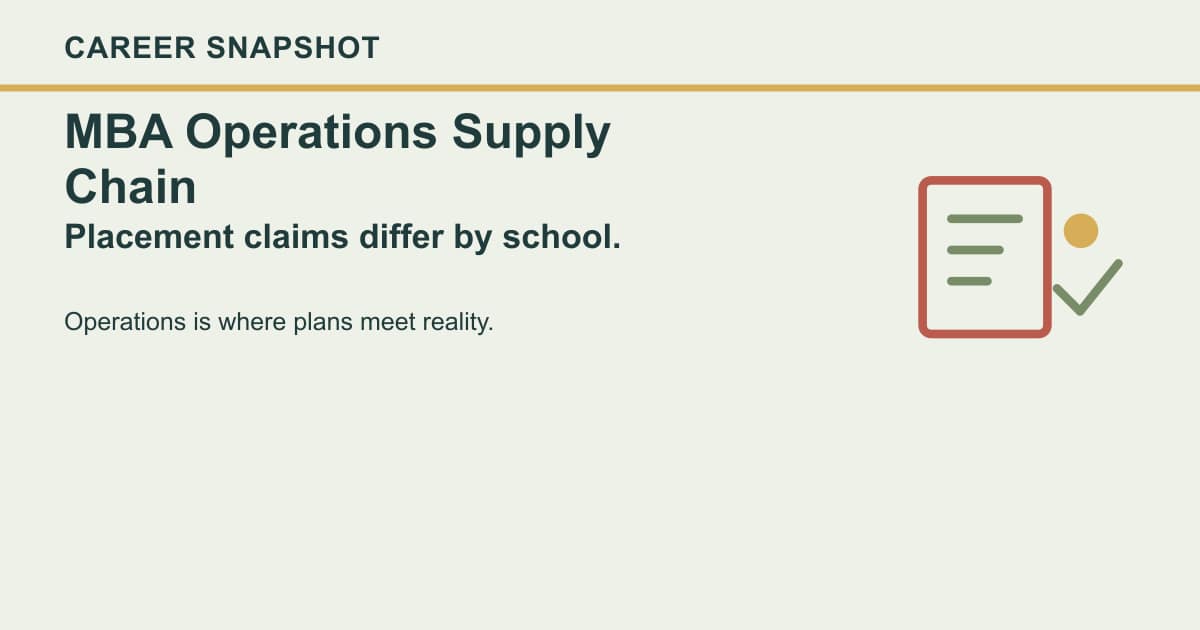 CAREER SNAPSHOT
MBA Operations Supply
Chain
Placement claims differ by school.
Operations is where plans meet reality.